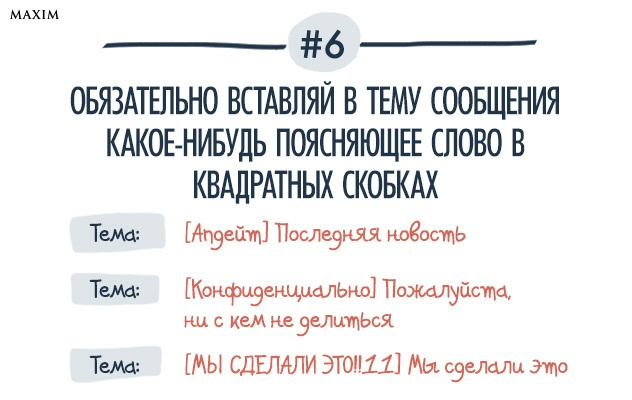 MAXIM
#6
ОБЯЗАТЕЛЬНО ВСТАВЛЯЙ В ТЕМУ СООБЩЕНИЯ
КАКОЕ-НИБУДЬ ПОЯСНЯЮЩЕЕ СЛОВО В
КВАДРАТНЫХ СКОБКАХ
Тема: [Апдейт] Последняя новость
Тема: [Конфиденциально] Пожалуйста,
ни с кем не делиться
Тема: [МЫ СДЕЛАЛИ ЭТО!!11] Мы сделали это